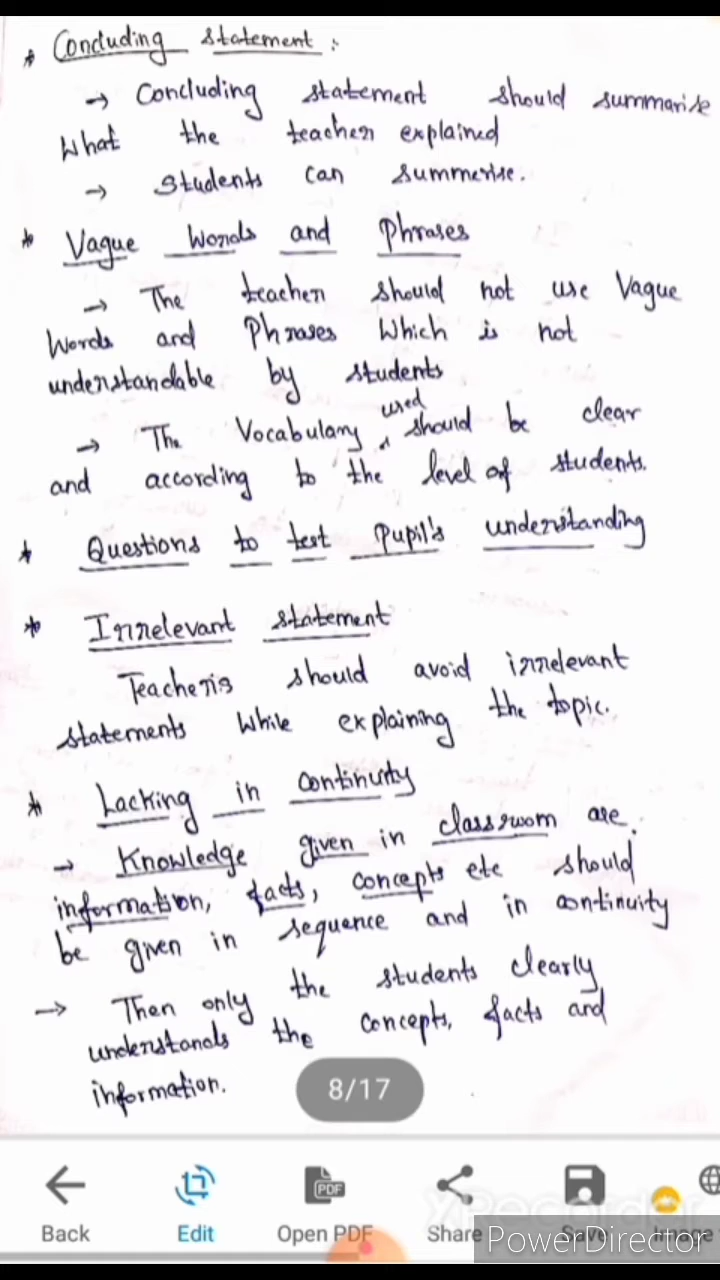 * Concluding statement :
→ Concluding statement should summarise
What the teacher explained
→ Students can summerise.
* Vague Words and Phrases
→ The teacher should not use Vague
Words and Phrases Which is not
understandable by students
→ The Vocabulary used should be clear
and according to the level of students.
* Questions to test Pupil's understanding
* Irrelevant statement
Teachers should avoid irrelevant
statements While explaining the topic.
* Lacking in continuity
→ Knowledge given in classroom are.
information, facts, concepts etc should
be given in sequence and in continuity
→ Then only the students clearly
understands the concepts, facts and
information.
8/17
Back Edit Open PDF Share Save Image
XRecorder
PowerDirector